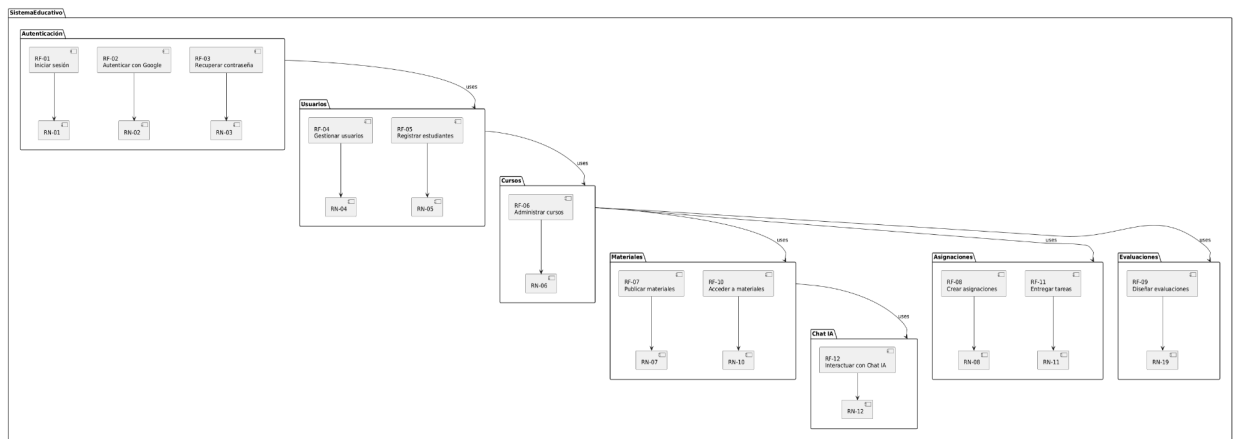 SistemaEducativo
Autenticación
RF-01
Iniciar sesión
RF-02
Autenticar con Google
RF-03
Recuperar contraseña
RN-01
RN-02
RN-03
uses
Usuarios
RF-04
Gestionar usuarios
RF-05
Registrar estudiantes
RN-04
RN-05
uses
Cursos
RF-06
Administrar cursos
RN-06
uses
uses
uses
Materiales
RF-07
Publicar materiales
RF-10
Acceder a materiales
RN-07
RN-10
uses
Chat IA
RF-12
Interactuar con Chat IA
RN-12
Asignaciones
RF-08
Crear asignaciones
RF-11
Entregar tareas
RN-08
RN-11
Evaluaciones
RF-09
Diseñar evaluaciones
RN-19